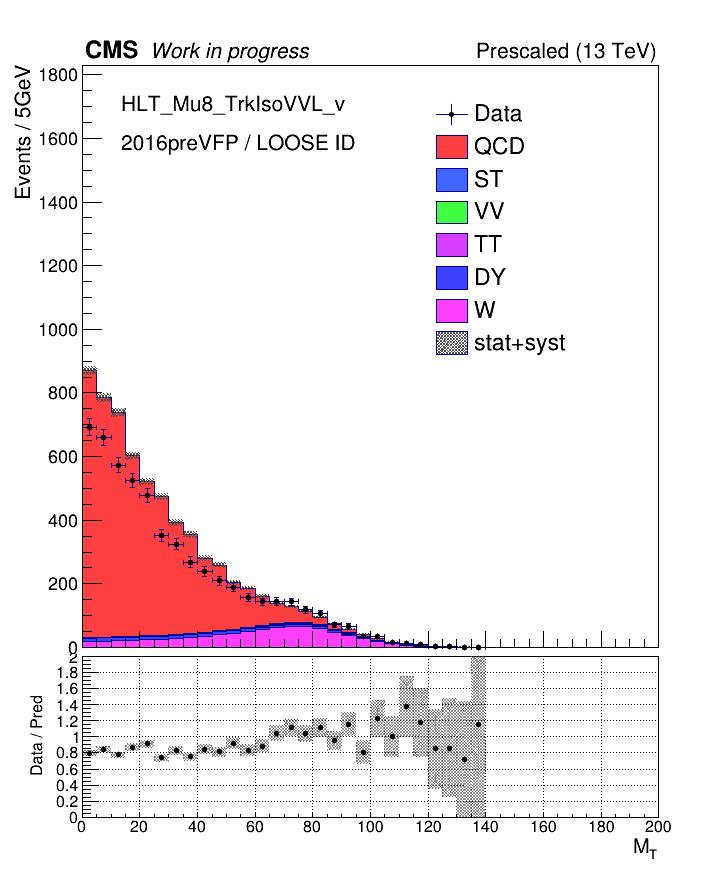 CMS Work in progress Prescaled (13 TeV)
Events / 5GeV
1800
1600
1400
1200
1000
800
600
400
200
0
HLT_Mu8_TrkIsoVVL_v
2016preVFP / LOOSE ID
Data
QCD
ST
VV
TT
DY
W
stat+syst
Data / Pred
2
1.8
1.6
1.4
1.2
1
0.8
0.6
0.4
0.2
0
0 20 40 60 80 100 120 140 160 180 200
M_T